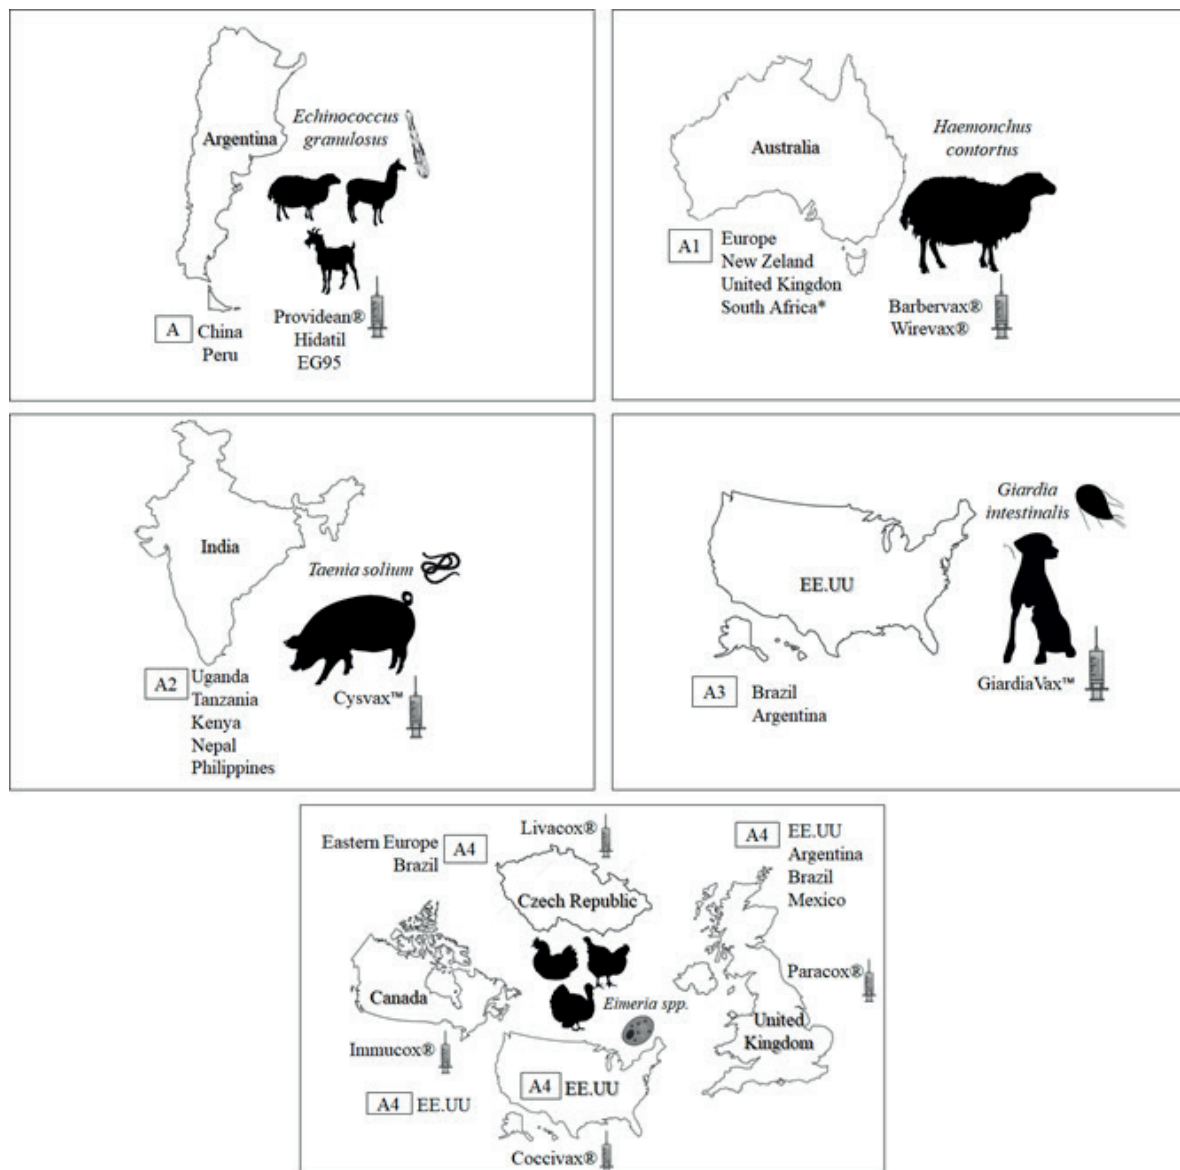 Echinococcus
granulosus
Argentina
Providean®
Hidatil
EG95
A
China
Peru
Haemonchus
contortus
Australia
A1
Europe
New Zeland
United Kingdon
South Africa*
Barbervax®
Wirevax®
India
Taenia solium
A2
Uganda
Tanzania
Kenya
Nepal
Philippines
Cysvax™
Giardia
intestinalis
EE.UU
GiardiaVax™
A3
Brazil
Argentina
Livacox®
Eastern Europe
Brazil
A4
Czech Republic
A4
EE.UU
Argentina
Brazil
Mexico
Canada
Eimeria spp.
Paracox®
United
Kingdom
Immucox®
A4 EE.UU
A4 EE.UU
Coccivax®